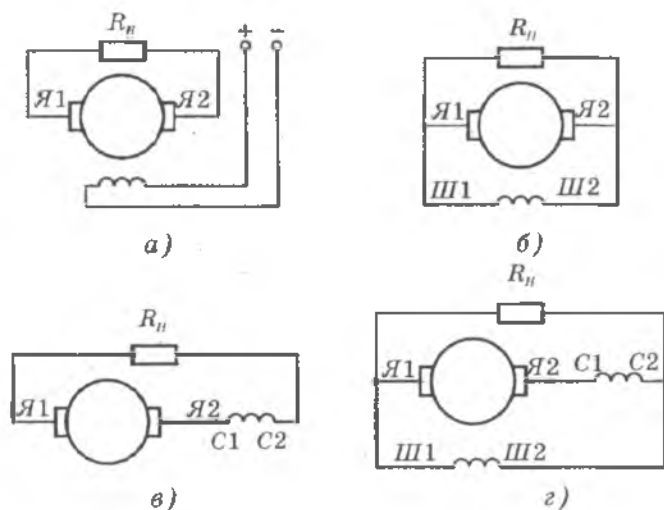 Rн + -
Я1 Я2
а)
Rн
Я1 Я2
Ш1 Ш2
б)
Rн
Я1 Я2
С1 С2
в)
Rн
Я1 Я2 С1 С2
Ш1 Ш2
г)